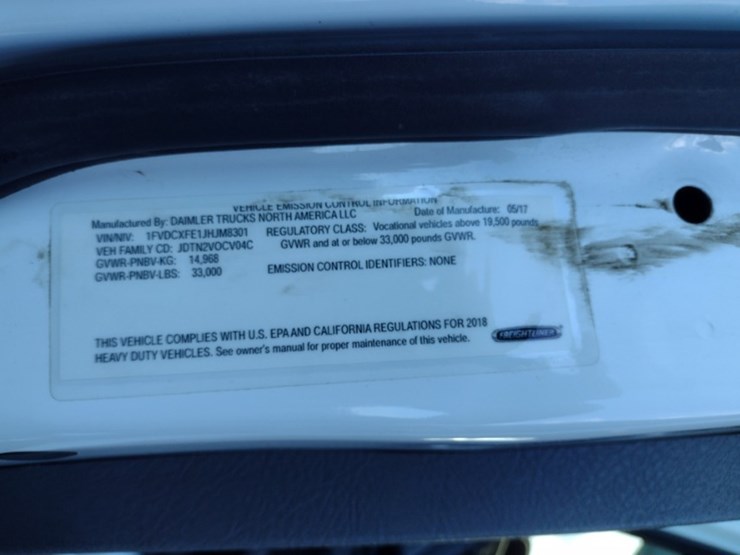 VEHICLE EMISSION CONTROL INFORMATION
Manufactured By: DAIMLER TRUCKS NORTH AMERICA LLC Date of Manufacture: 05/17
VIN/NIV: 1FVDCXFE1JHJM8301 REGULATORY CLASS: Vocational vehicles above 19,500 pounds
VEH FAMILY CD: JDTN2VOCV04C GVWR and at or below 33,000 pounds GVWR.
GVWR-PNBV-KG: 14,968
GVWR-PNBV-LBS: 33,000 EMISSION CONTROL IDENTIFIERS: NONE
THIS VEHICLE COMPLIES WITH U.S. EPA AND CALIFORNIA REGULATIONS FOR 2018
HEAVY DUTY VEHICLES. See owner's manual for proper maintenance of this vehicle.
FREIGHTLINER